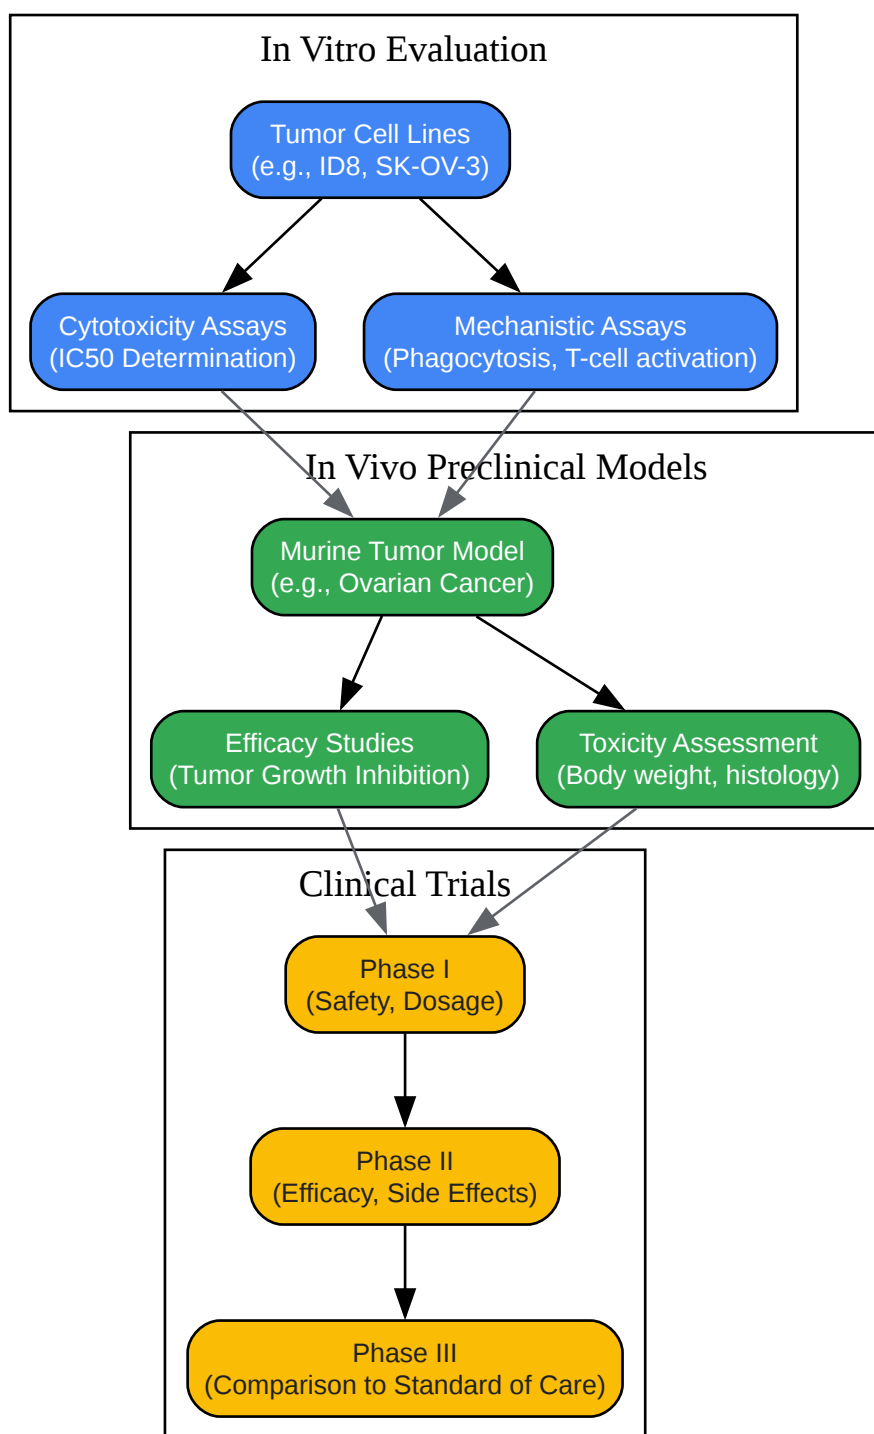 In Vitro Evaluation
Tumor Cell Lines
(e.g., ID8, SK-OV-3)
Cytotoxicity Assays
(IC50 Determination)
Mechanistic Assays
(Phagocytosis, T-cell activation)
In Vivo Preclinical Models
Murine Tumor Model
(e.g., Ovarian Cancer)
Efficacy Studies
(Tumor Growth Inhibition)
Toxicity Assessment
(Body weight, histology)
Clinical Trials
Phase I
(Safety, Dosage)
Phase II
(Efficacy, Side Effects)
Phase III
(Comparison to Standard of Care)